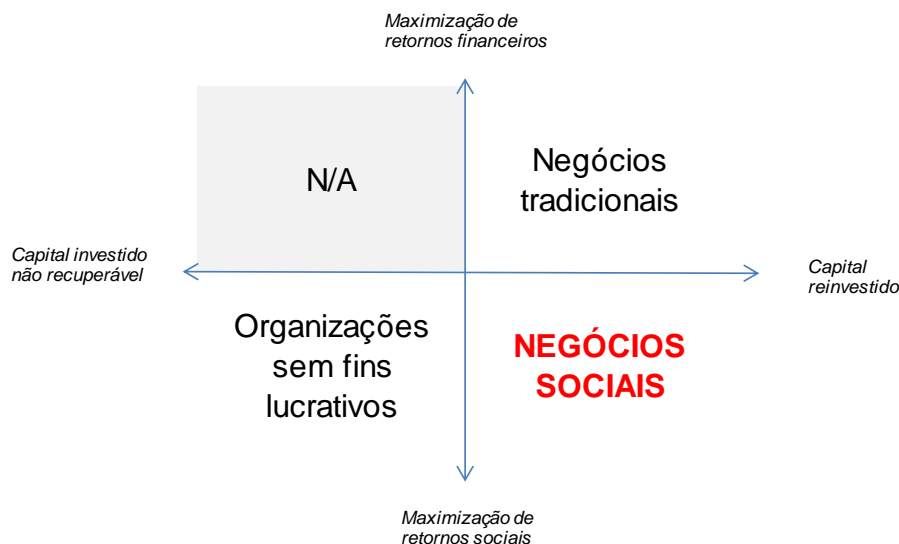 Maximização de
retornos financeiros
N/A
Negócios
tradicionais
Capital investido
não recuperável
Capital
reinvestido
Organizações
sem fins
lucrativos
NEGÓCIOS
SOCIAIS
Maximização de
retornos sociais